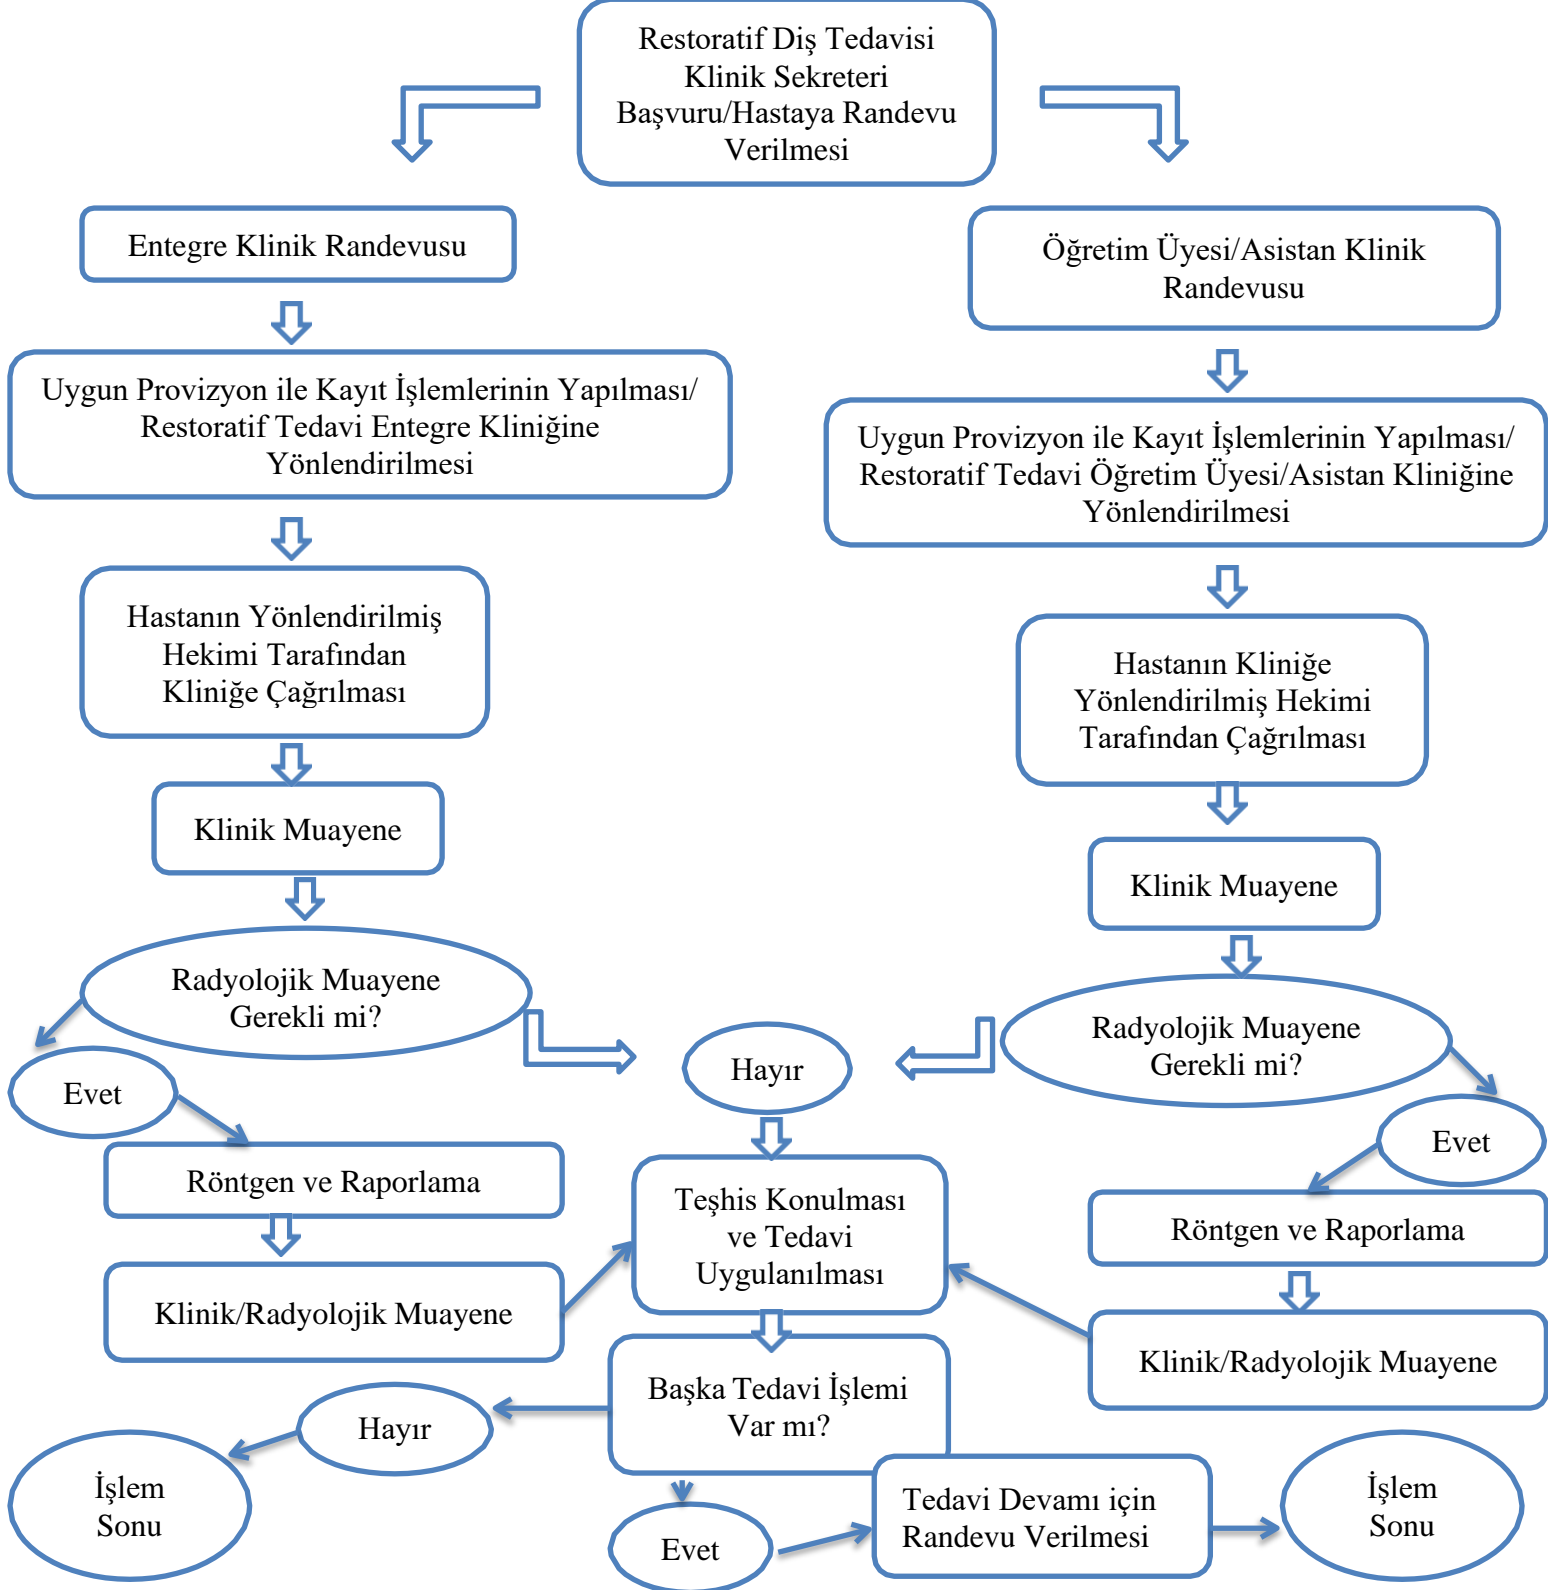 Restoratif Diş Tedavisi
Klinik Sekreteri
Başvuru/Hastaya Randevu
Verilmesi
Entegre Klinik Randevusu
Öğretim Üyesi/Asistan Klinik
Randevusu
Uygun Provizyon ile Kayıt İşlemlerinin Yapılması/
Restoratif Tedavi Entegre Kliniğine
Yönlendirilmesi
Uygun Provizyon ile Kayıt İşlemlerinin Yapılması/
Restoratif Tedavi Öğretim Üyesi/Asistan Kliniğine
Yönlendirilmesi
Hastanın Yönlendirilmiş
Hekimi Tarafından
Kliniğe Çağrılması
Hastanın Kliniğe
Yönlendirilmiş Hekimi
Tarafından Çağrılması
Klinik Muayene
Klinik Muayene
Radyolojik Muayene
Gerekli mi?
Radyolojik Muayene
Gerekli mi?
Hayır
Evet
Evet
Röntgen ve Raporlama
Teşhis Konulması
ve Tedavi
Uygulanılması
Röntgen ve Raporlama
Klinik/Radyolojik Muayene
Klinik/Radyolojik Muayene
Başka Tedavi İşlemi
Var mı?
Hayır
İşlem
Sonu
Evet
Tedavi Devamı için
Randevu Verilmesi
İşlem
Sonu